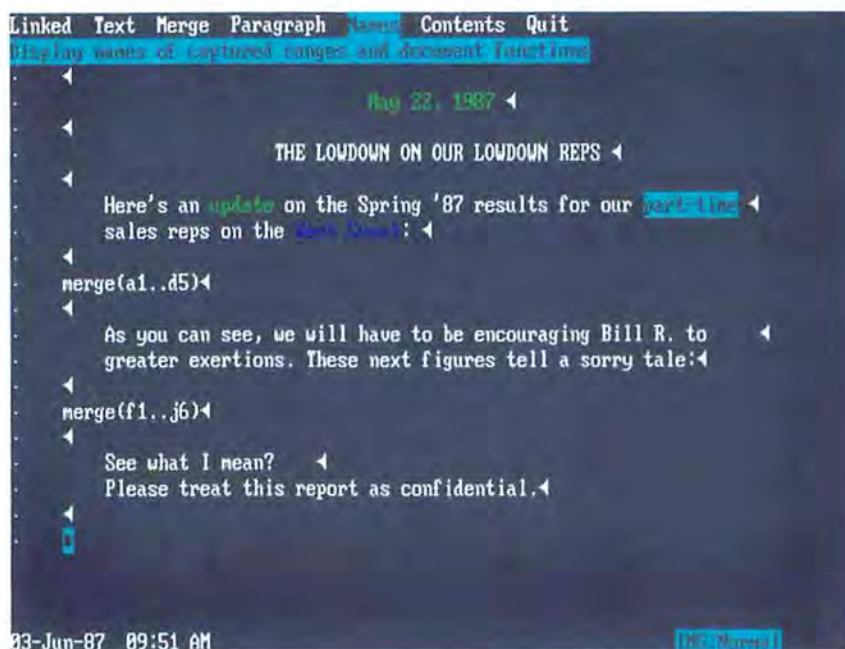 Linked Text Merge Paragraph Names Contents Quit
Display names of captured ranges and document functions
May 22, 1987
THE LOWDOWN ON OUR LOWDOWN REPS
Here's an update on the Spring '87 results for our part-time
sales reps on the West Coast:
merge(a1..d5)
As you can see, we will have to be encouraging Bill R. to
greater exertions. These next figures tell a sorry tale:
merge(f1..j6)
See what I mean?
Please treat this report as confidential.
03-Jun-87 09:51 AM